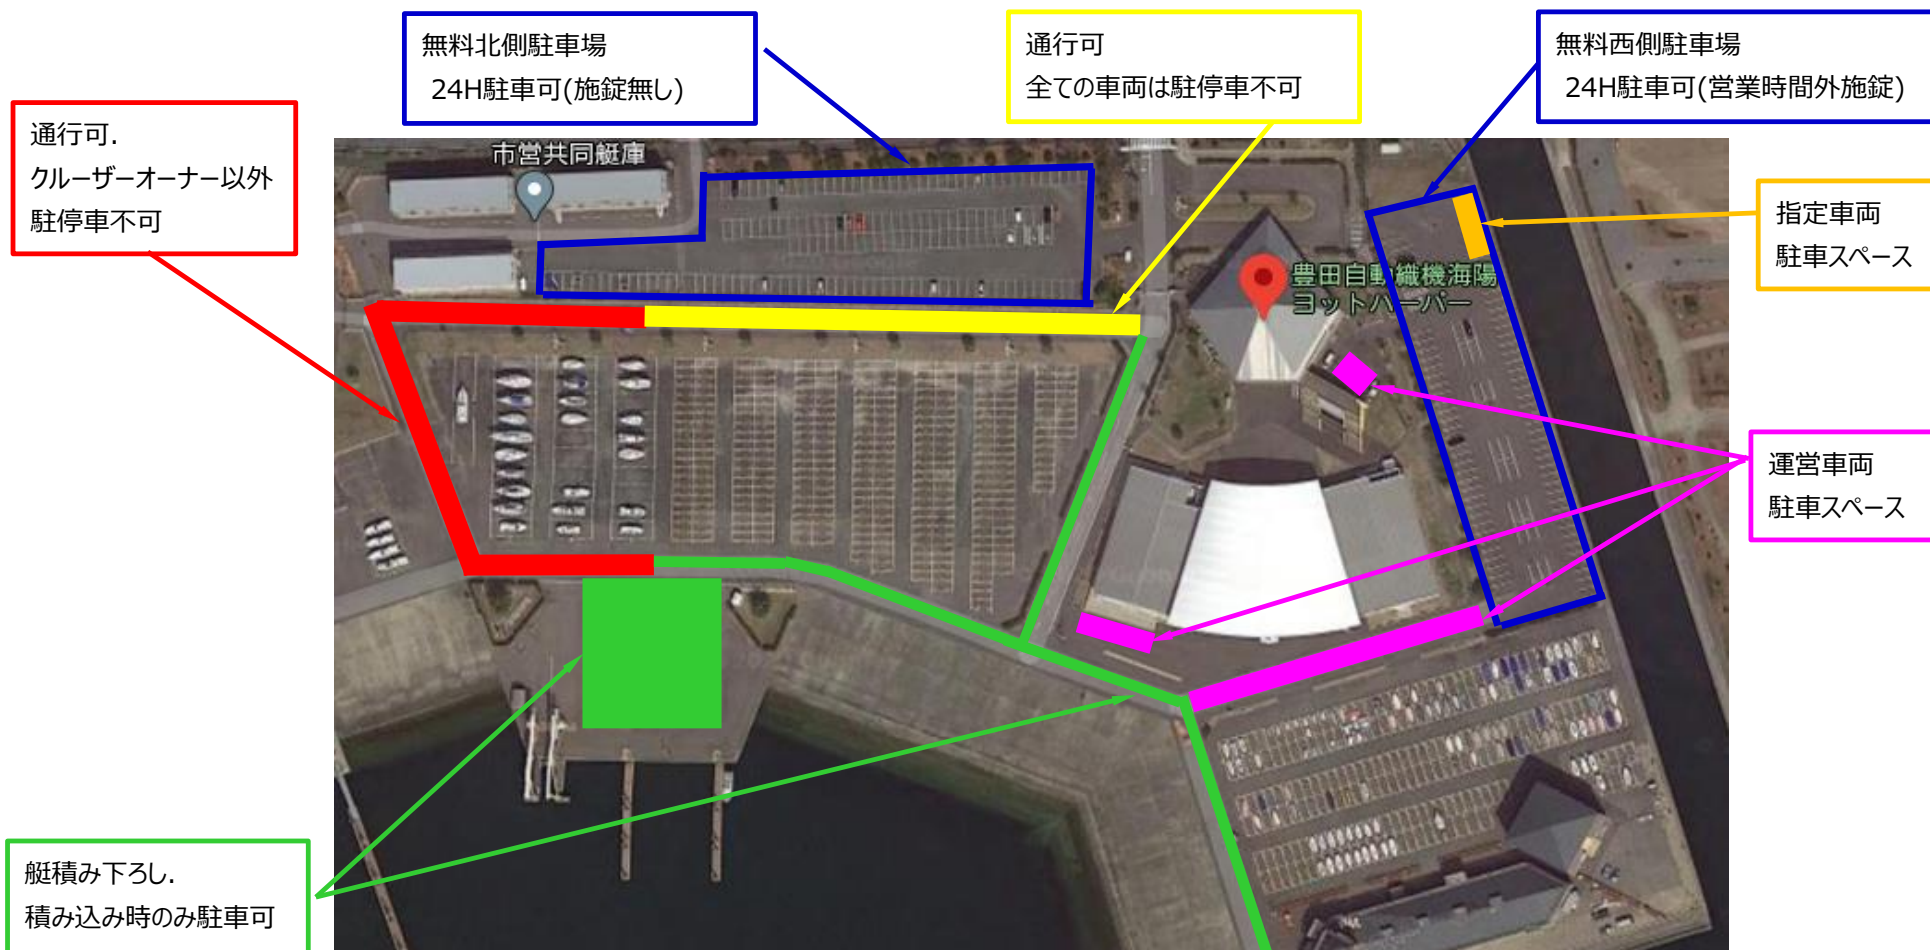 無料北側駐車場
24H駐車可(施錠無し)
通行可
全ての車両は駐停車不可
無料西側駐車場
24H駐車可(営業時間外施錠)
通行可.
クルーザーオーナー以外
駐停車不可
市営共同艇庫
指定車両
駐車スペース
豊田自動織機海陽
ヨットハーバー
運営車両
駐車スペース
艇積み下ろし.
積み込み時のみ駐車可